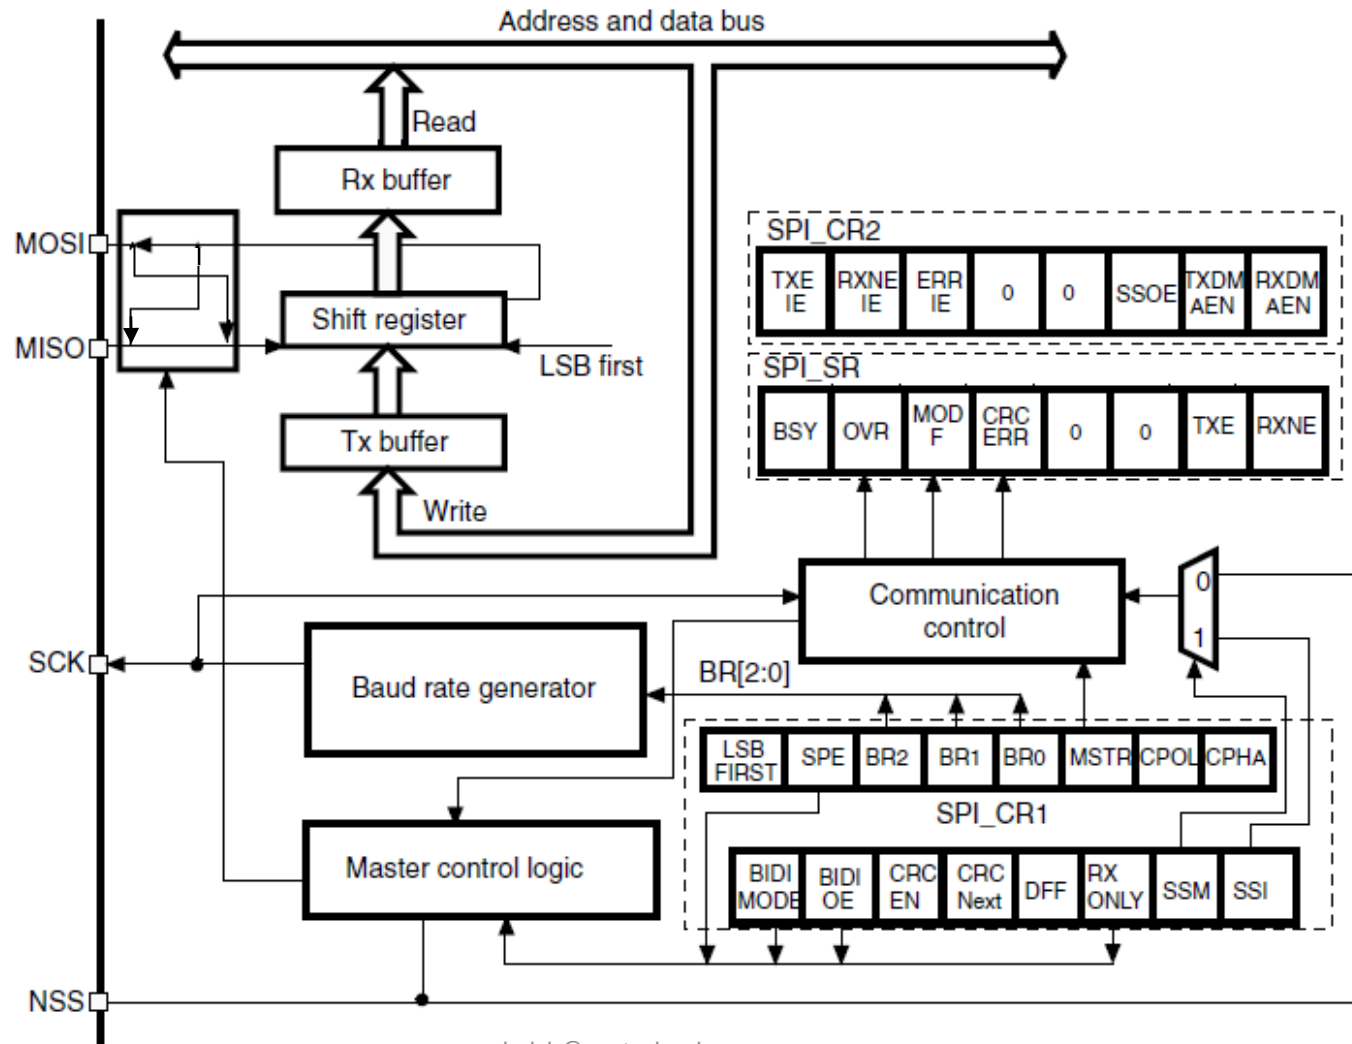 Address and data bus
Read
Rx buffer
MOSI
SPI_CR2
TXE
IE
RXNE
IE
ERR
IE
0
0
SSOE
TXDM
AEN
RXDM
AEN
Shift register
MISO
LSB first
SPI_SR
BSY
OVR
MOD
F
CRC
ERR
0
0
TXE
RXNE
Tx buffer
Write
Communication
control
0
1
SCK
Baud rate generator
BR[2:0]
LSB
FIRST
SPE
BR2
BR1
BR0
MSTR
CPOL
CPHA
SPI_CR1
Master control logic
BIDI
MODE
BIDI
OE
CRC
EN
CRC
Next
DFF
RX
ONLY
SSM
SSI
NSS